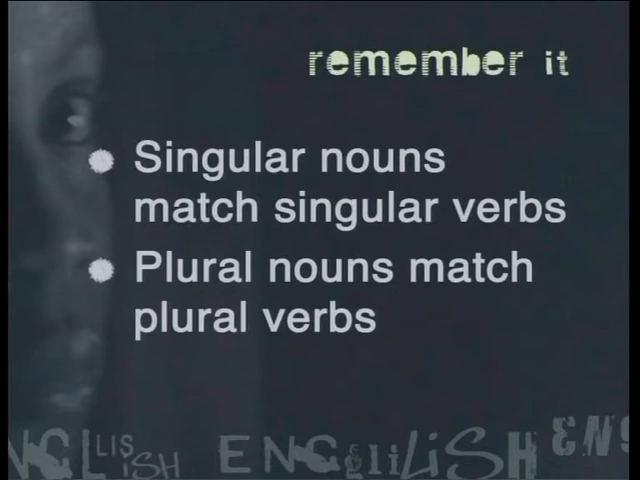 remember it
Singular nouns
match singular verbs
Plural nouns match
plural verbs